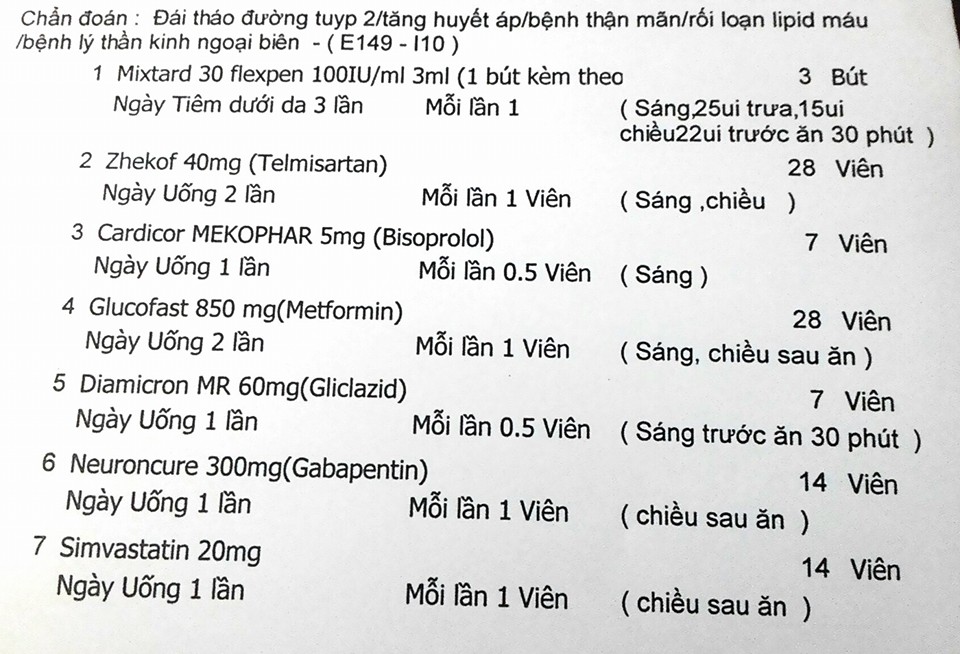 Chẩn đoán : Đái tháo đường tuyp 2/tăng huyết áp/bệnh thận mãn/rối loạn lipid máu
/bệnh lý thần kinh ngoại biên - ( E149 - I10 )
1 Mixtard 30 flexpen 100IU/ml 3ml (1 bút kèm theo 3 Bút
Ngày Tiêm dưới da 3 lần Mỗi lần 1 ( Sáng,25ui trưa,15ui
chiều22ui trước ăn 30 phút )
2 Zhekof 40mg (Telmisartan) 28 Viên
Ngày Uống 2 lần Mỗi lần 1 Viên ( Sáng ,chiều )
3 Cardicor MEKOPHAR 5mg (Bisoprolol) 7 Viên
Ngày Uống 1 lần Mỗi lần 0.5 Viên ( Sáng )
4 Glucofast 850 mg(Metformin) 28 Viên
Ngày Uống 2 lần Mỗi lần 1 Viên ( Sáng, chiều sau ăn )
5 Diamicron MR 60mg(Gliclazid) 7 Viên
Ngày Uống 1 lần Mỗi lần 0.5 Viên ( Sáng trước ăn 30 phút )
6 Neuroncure 300mg(Gabapentin) 14 Viên
Ngày Uống 1 lần Mỗi lần 1 Viên ( chiều sau ăn )
7 Simvastatin 20mg 14 Viên
Ngày Uống 1 lần Mỗi lần 1 Viên ( chiều sau ăn )